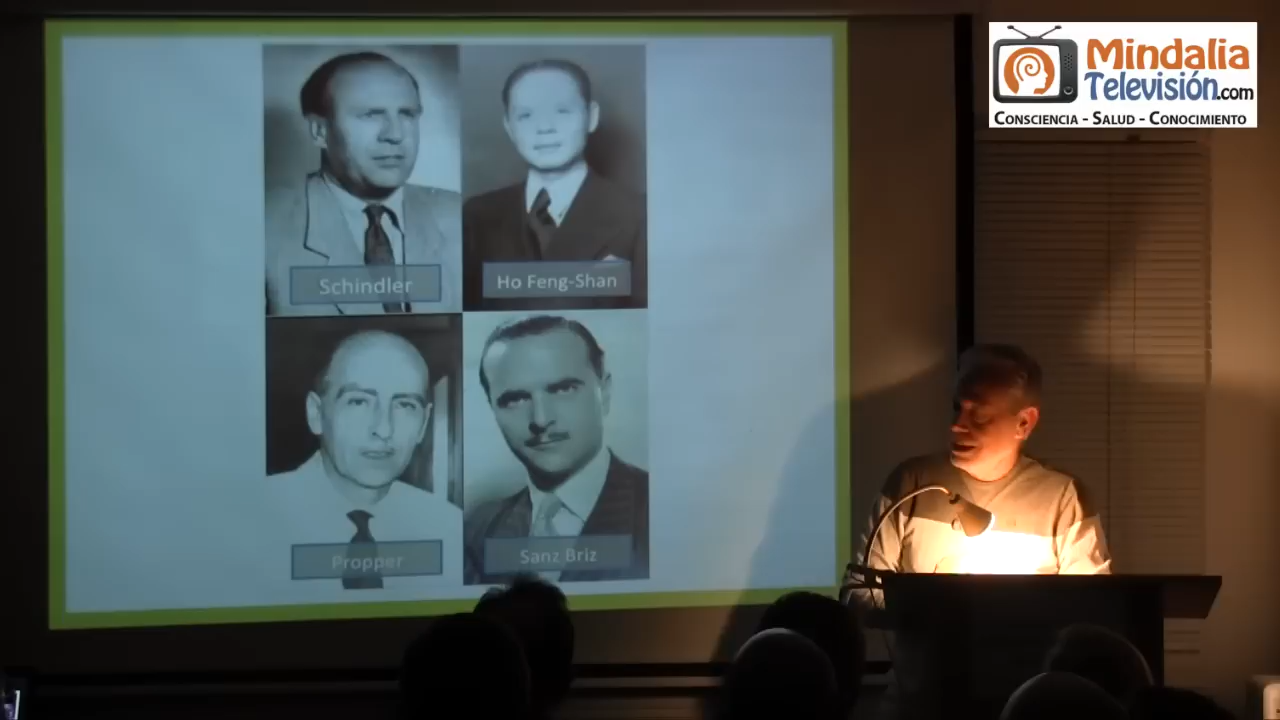 Mindalia
Televisión.com
CONSCIENCIA - SALUD - CONOCIMIENTO
Schindler
Ho Feng-Shan
Propper
Sanz Briz